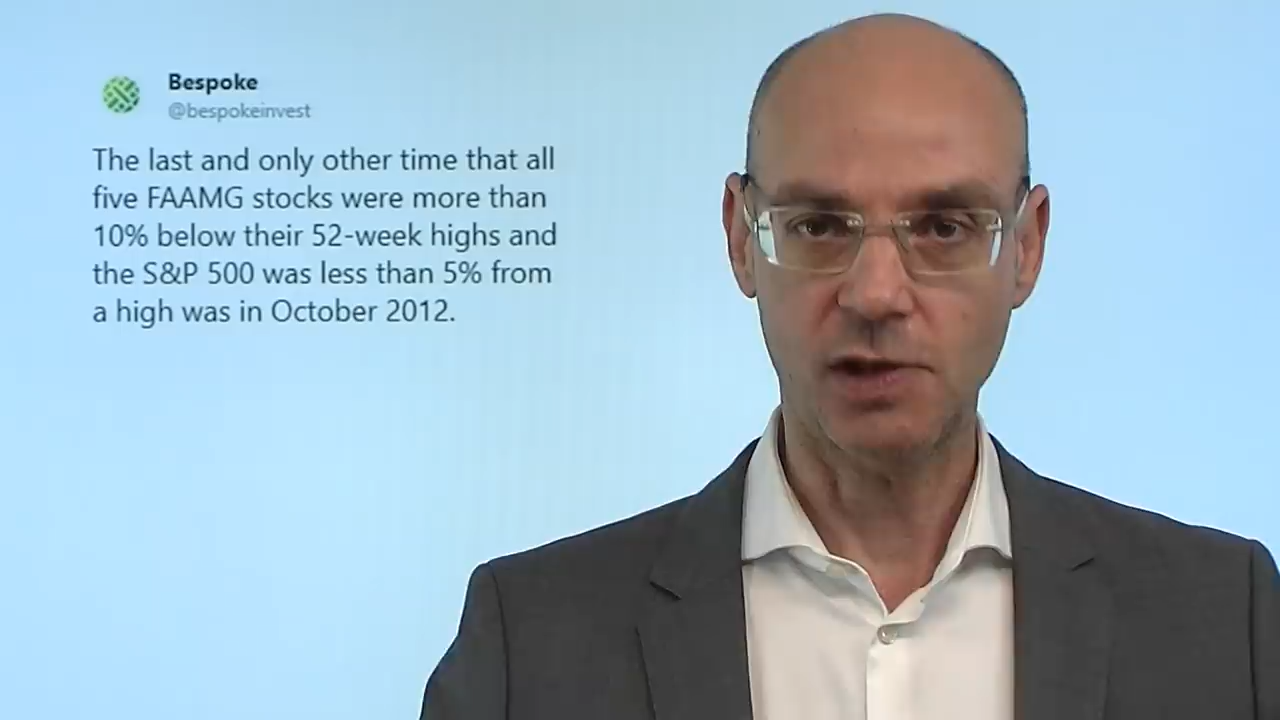 Bespoke
@bespokeinvest
The last and only other time that all
five FAAMG stocks were more than
10% below their 52-week highs and
the S&P 500 was less than 5% from
a high was in October 2012.